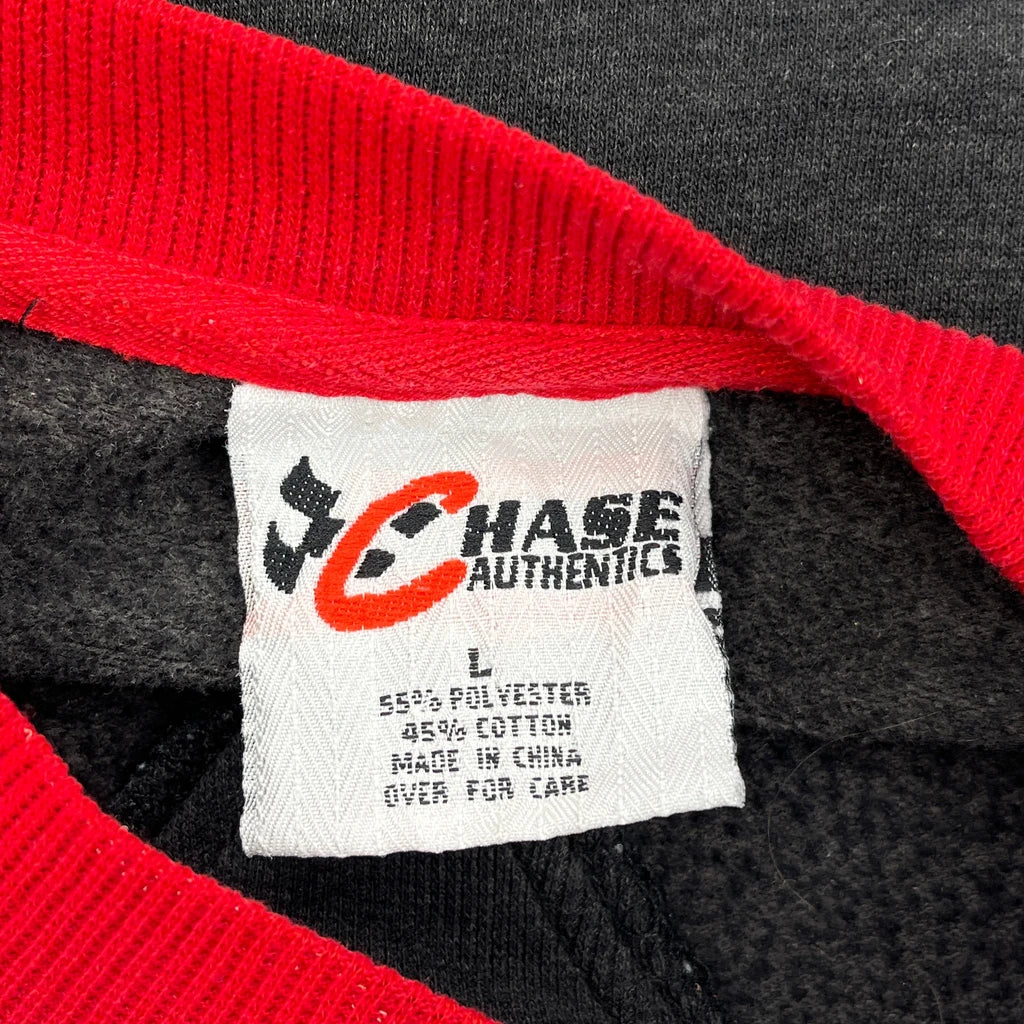 CHASE
AUTHENTICS
L
55% POLYESTER
45% COTTON
MADE IN CHINA
OVER FOR CARE